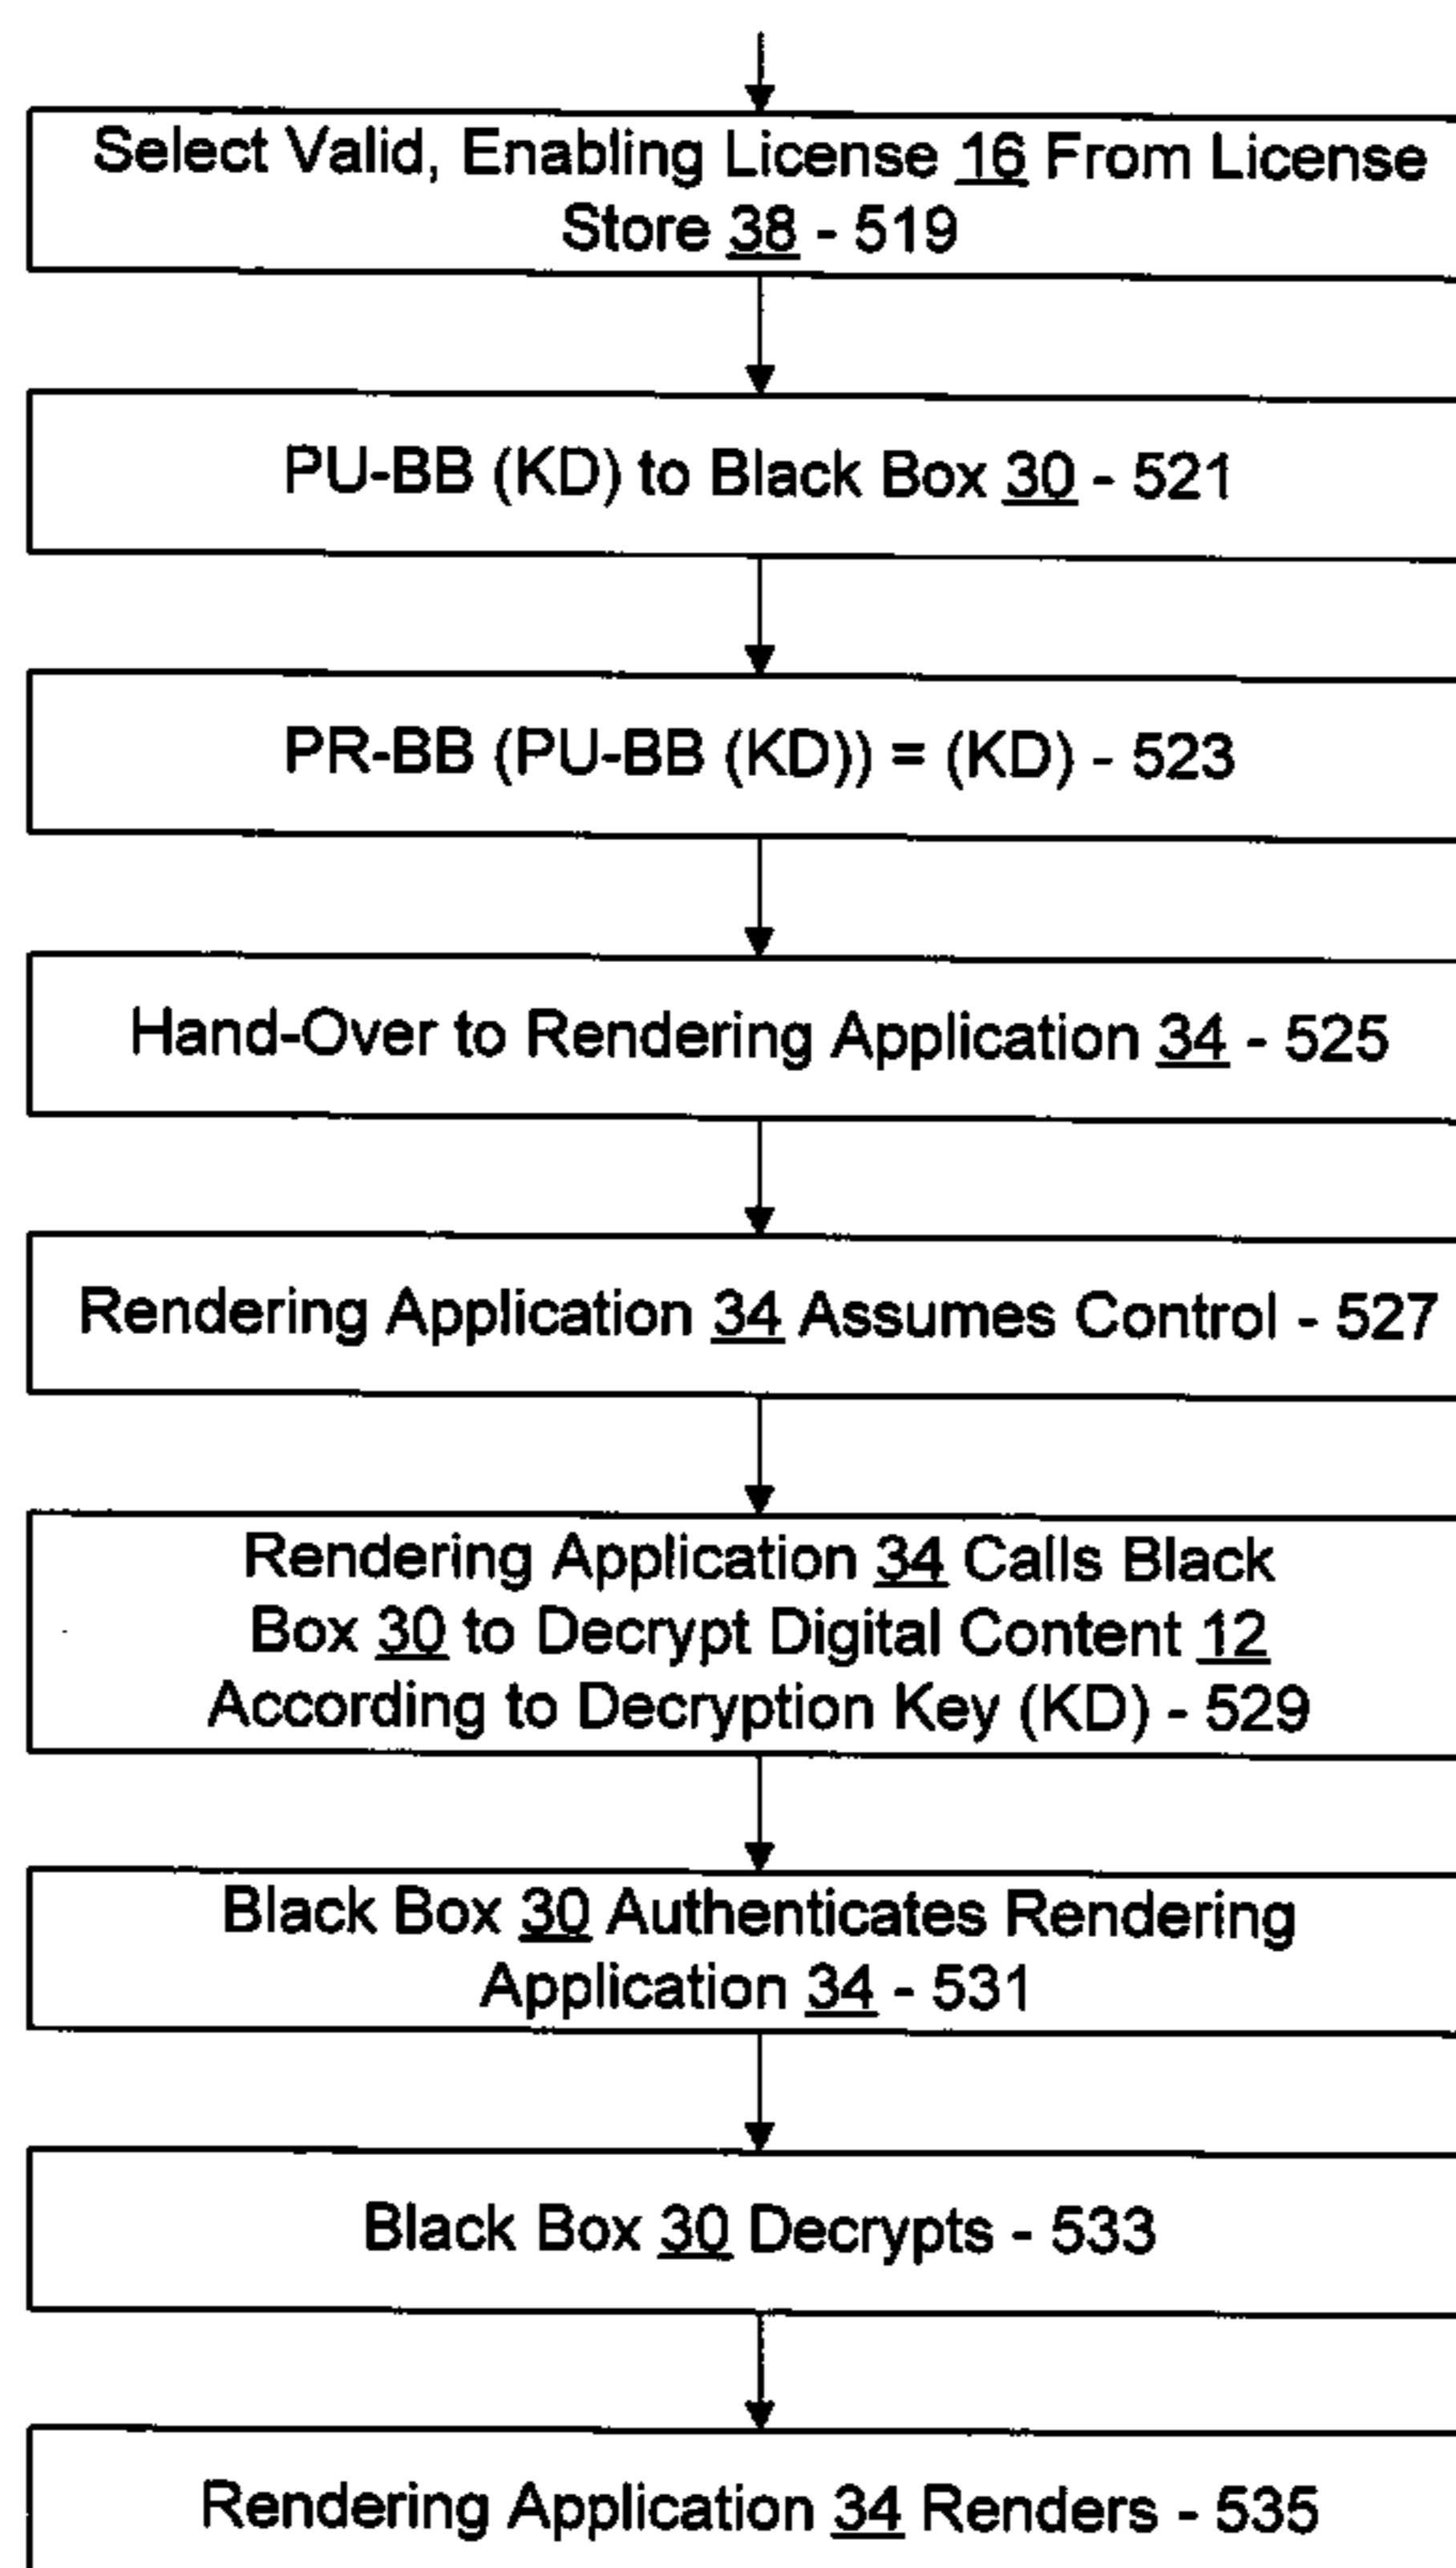 Select Valid, Enabling License 16 From License
Store 38 - 519
PU-BB (KD) to Black Box 30 - 521
PR-BB (PU-BB (KD)) = (KD) - 523
Hand-Over to Rendering Application 34 - 525
Rendering Application 34 Assumes Control - 527
Rendering Application 34 Calls Black
Box 30 to Decrypt Digital Content 12
According to Decryption Key (KD) - 529
Black Box 30 Authenticates Rendering
Application 34 - 531
Black Box 30 Decrypts - 533
Rendering Application 34 Renders - 535